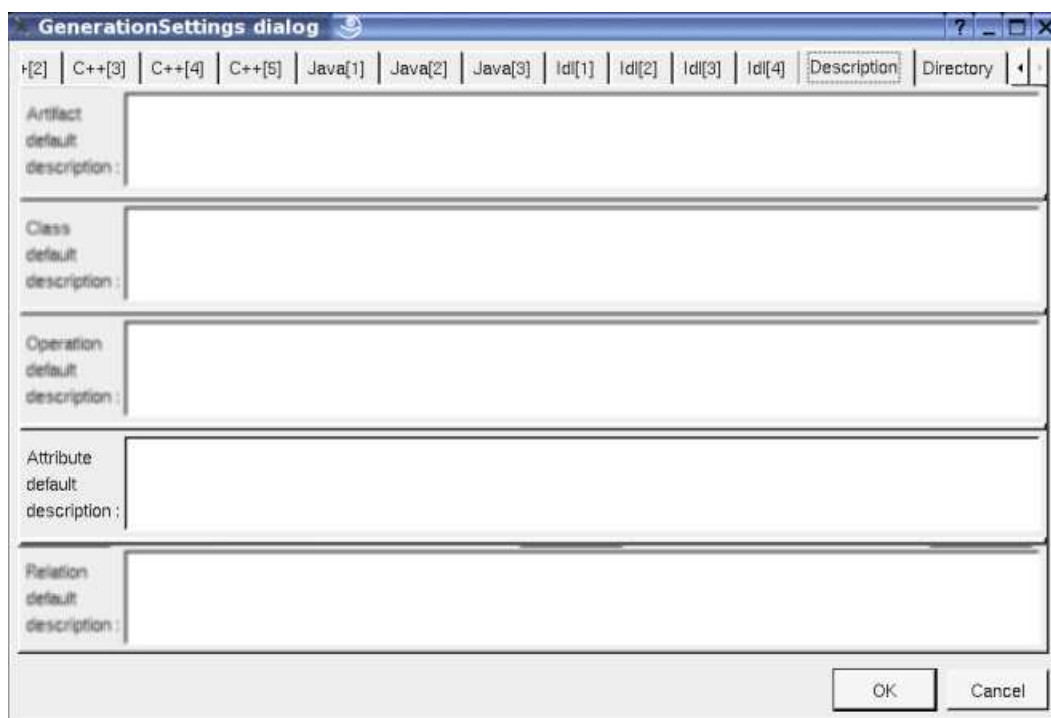 GenerationSettings dialog
+[2] C++[3] C++[4] C++[5] Java[1] Java[2] Java[3] Idl[1] Idl[2] Idl[3] Idl[4] Description Directory
Artifact
default
description :
Class
default
description :
Operation
default
description :
Attribute
default
description :
Relation
default
description :
OK Cancel